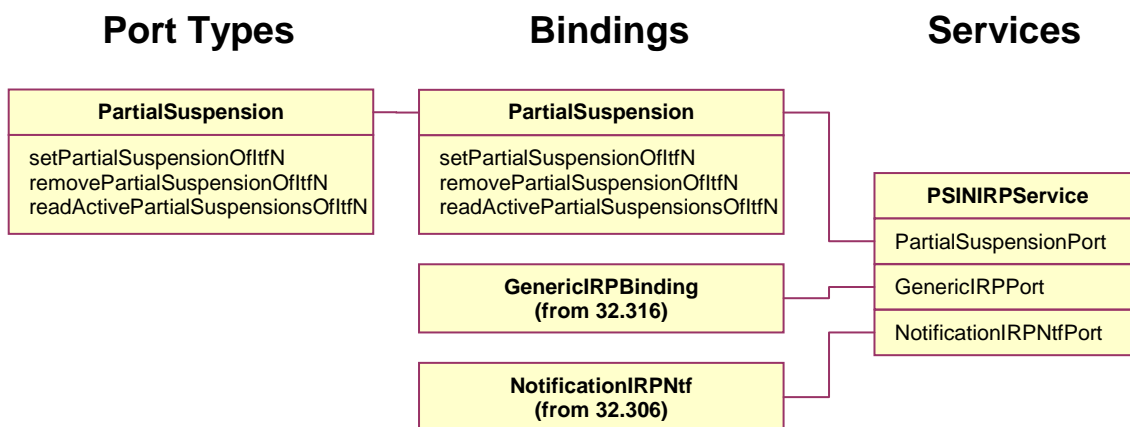 Port Types
Bindings
Services
PartialSuspension
setPartialSuspensionOfItfN
removePartialSuspensionOfItfN
readActivePartialSuspensionsOfItfN
PartialSuspension
setPartialSuspensionOfItfN
removePartialSuspensionOfItfN
readActivePartialSuspensionsOfItfN
GenericIRPBinding
(from 32.316)
NotificationIRPNtf
(from 32.306)
PSINIRPService
PartialSuspensionPort
GenericIRPPort
NotificationIRPNtfPort